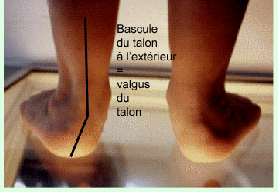 Bascule
du talon
à l'extérieur
=
valgus
du
talon